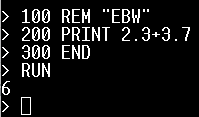 > 100 REM "EBW"
> 200 PRINT 2.3+3.7
> 300 END
> RUN
6
>